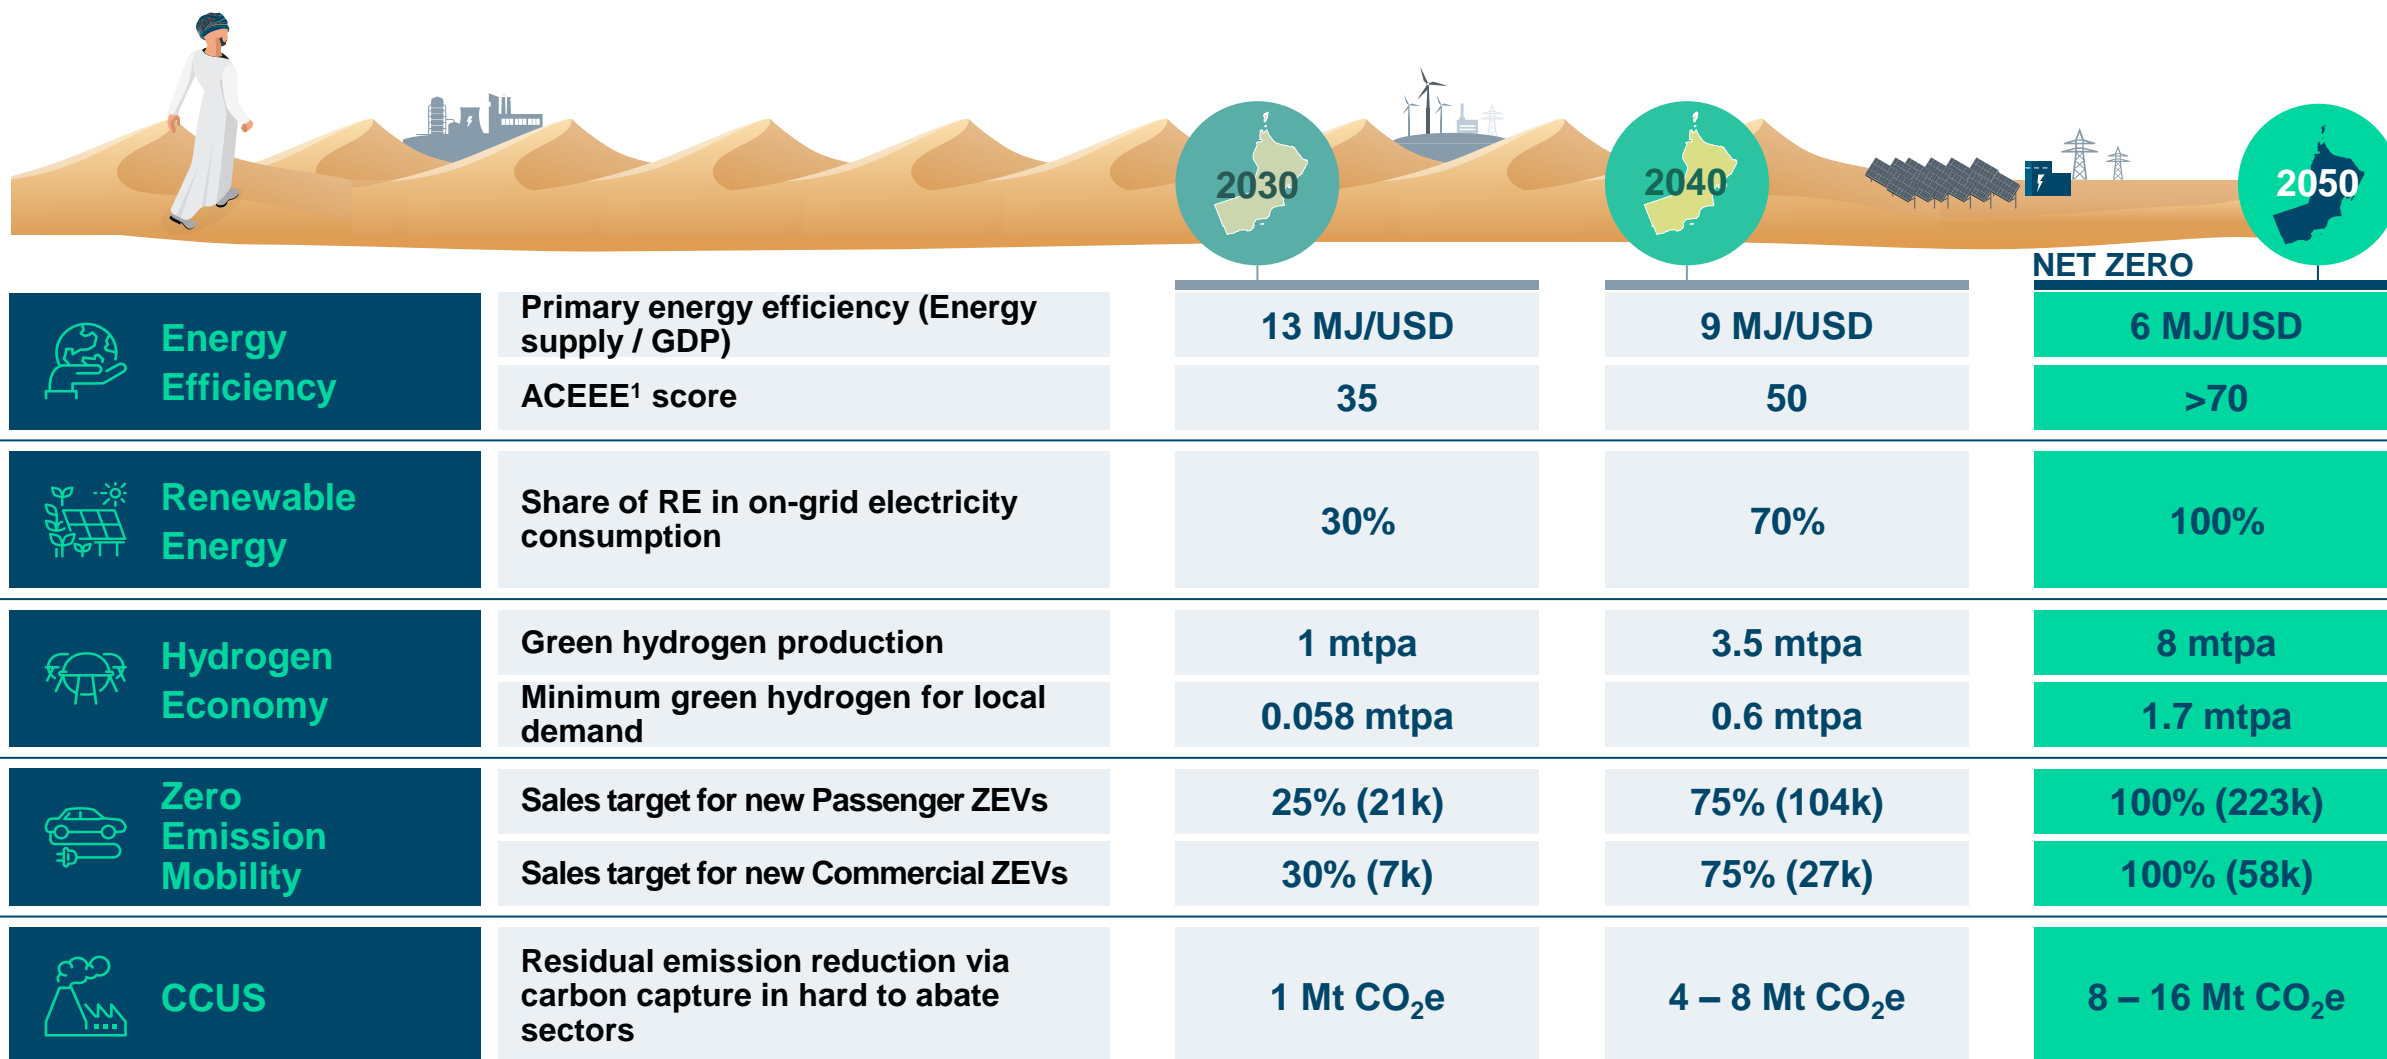 2030
2040
2050
NET ZERO
Energy
Efficiency
Primary energy efficiency (Energy
supply / GDP)
13 MJ/USD
9 MJ/USD
6 MJ/USD
ACEEE¹ score
35
50
>70
Renewable
Energy
Share of RE in on-grid electricity
consumption
30%
70%
100%
Hydrogen
Economy
Green hydrogen production
1 mtpa
3.5 mtpa
8 mtpa
Minimum green hydrogen for local
demand
0.058 mtpa
0.6 mtpa
1.7 mtpa
Zero
Emission
Mobility
Sales target for new Passenger ZEVs
25% (21k)
75% (104k)
100% (223k)
Sales target for new Commercial ZEVs
30% (7k)
75% (27k)
100% (58k)
CCUS
Residual emission reduction via
carbon capture in hard to abate
sectors
1 Mt CO₂e
4 – 8 Mt CO₂e
8 – 16 Mt CO₂e